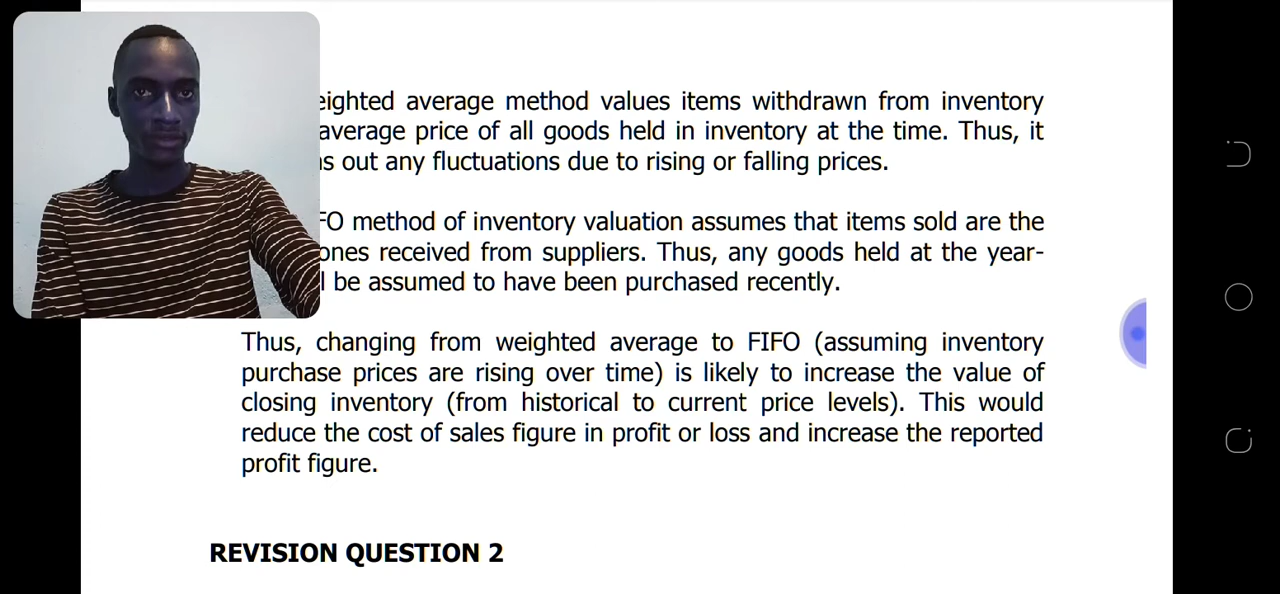 eighted average method values items withdrawn from inventory
average price of all goods held in inventory at the time. Thus, it
s out any fluctuations due to rising or falling prices.
FO method of inventory valuation assumes that items sold are the
ones received from suppliers. Thus, any goods held at the year-
l be assumed to have been purchased recently.
Thus, changing from weighted average to FIFO (assuming inventory
purchase prices are rising over time) is likely to increase the value of
closing inventory (from historical to current price levels). This would
reduce the cost of sales figure in profit or loss and increase the reported
profit figure.
REVISION QUESTION 2